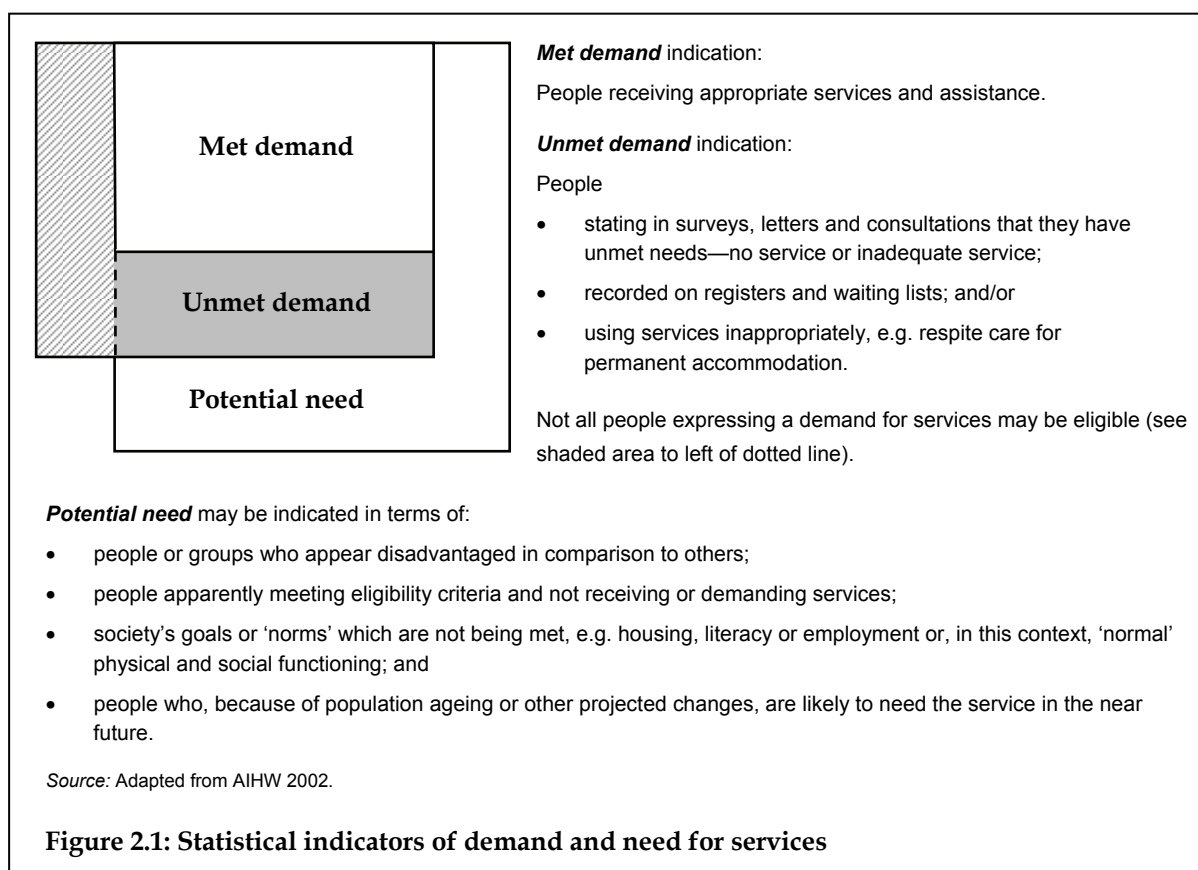 Met demand
Unmet demand
Potential need
Met demand indication:
People receiving appropriate services and assistance.
Unmet demand indication:
People
• stating in surveys, letters and consultations that they have
unmet needs—no service or inadequate service;
• recorded on registers and waiting lists; and/or
• using services inappropriately, e.g. respite care for
permanent accommodation.
Not all people expressing a demand for services may be eligible (see
shaded area to left of dotted line).
Potential need may be indicated in terms of:
• people or groups who appear disadvantaged in comparison to others;
• people apparently meeting eligibility criteria and not receiving or demanding services;
• society’s goals or ‘norms’ which are not being met, e.g. housing, literacy or employment or, in this context, ‘normal’
physical and social functioning; and
• people who, because of population ageing or other projected changes, are likely to need the service in the near
future.
Source: Adapted from AIHW 2002.
Figure 2.1: Statistical indicators of demand and need for services